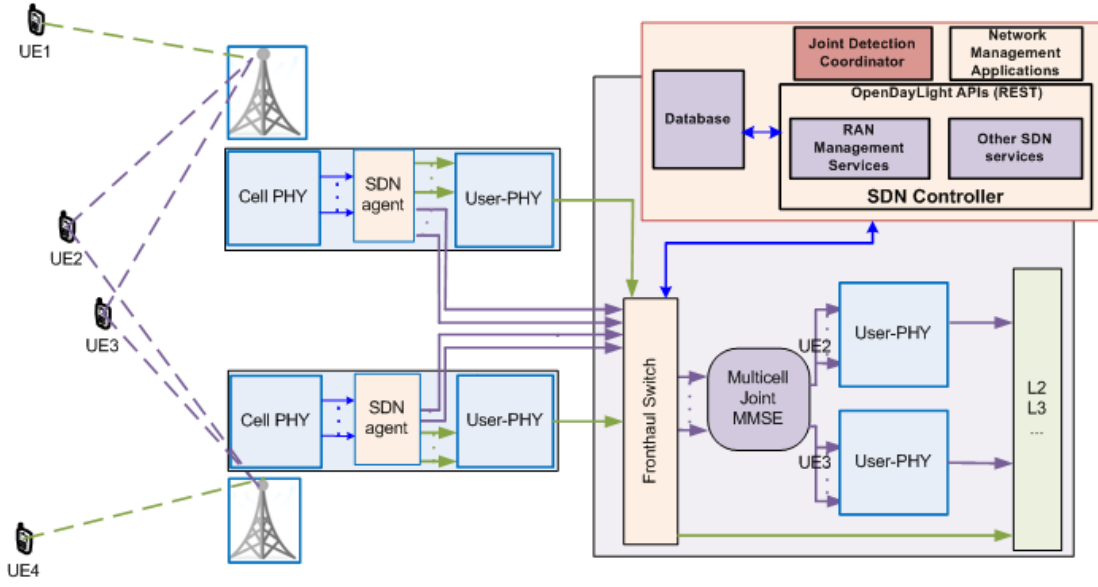 UE1
UE2
UE3
UE4
Cell PHY
SDN
agent
User-PHY
Cell PHY
SDN
agent
User-PHY
Joint Detection
Coordinator
Network
Management
Applications
OpenDayLight APIs (REST)
Database
RAN
Management
Services
Other SDN
services
SDN Controller
Fronthaul Switch
Multicell
Joint
MMSE
UE2
User-PHY
UE3
User-PHY
L2
L3
...